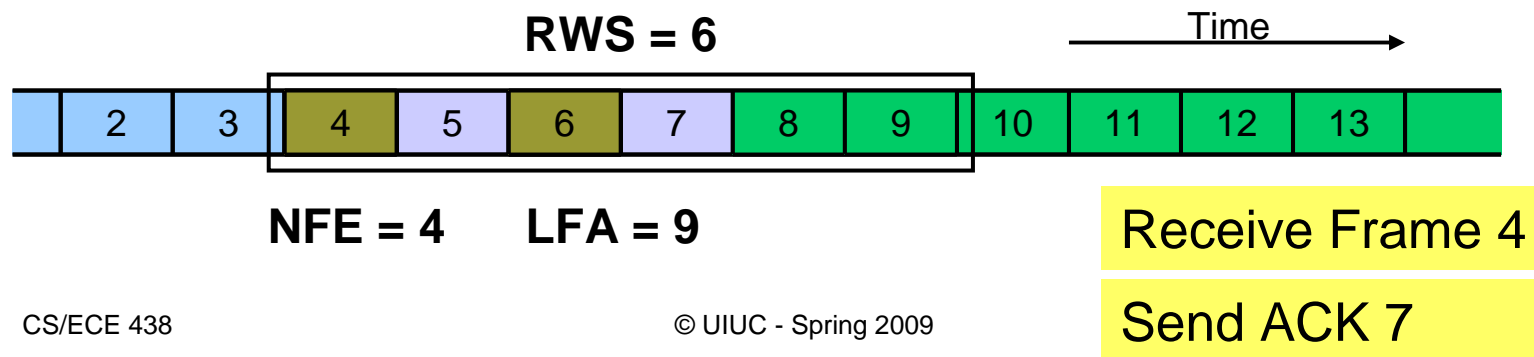 RWS = 6
Time
2 3 4 5 6 7 8 9 10 11 12 13
NFE = 4 LFA = 9
Receive Frame 4
Send ACK 7
CS/ECE 438
© UIUC - Spring 2009